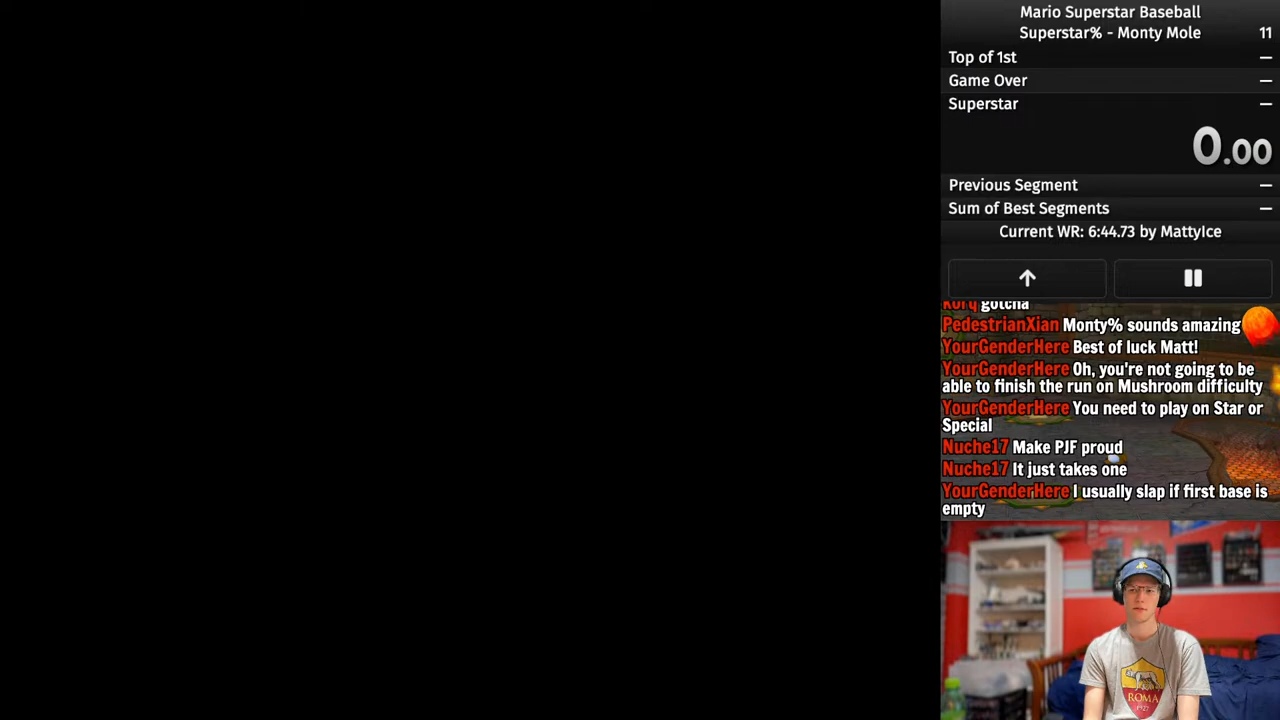 Mario Superstar Baseball
Superstar% - Monty Mole 11
Top of 1st —
Game Over —
Superstar —
0.00
Previous Segment —
Sum of Best Segments —
Current WR: 6:44.73 by MattyIce
Korq gotcha
PedestrianXian Monty% sounds amazing
YourGenderHere Best of luck Matt!
YourGenderHere Oh, you're not going to be
able to finish the run on Mushroom difficulty
YourGenderHere You need to play on Star or
Special
Nuche17 Make PJF proud
Nuche17 It just takes one
YourGenderHere I usually slap if first base is
empty
ROMA
1927